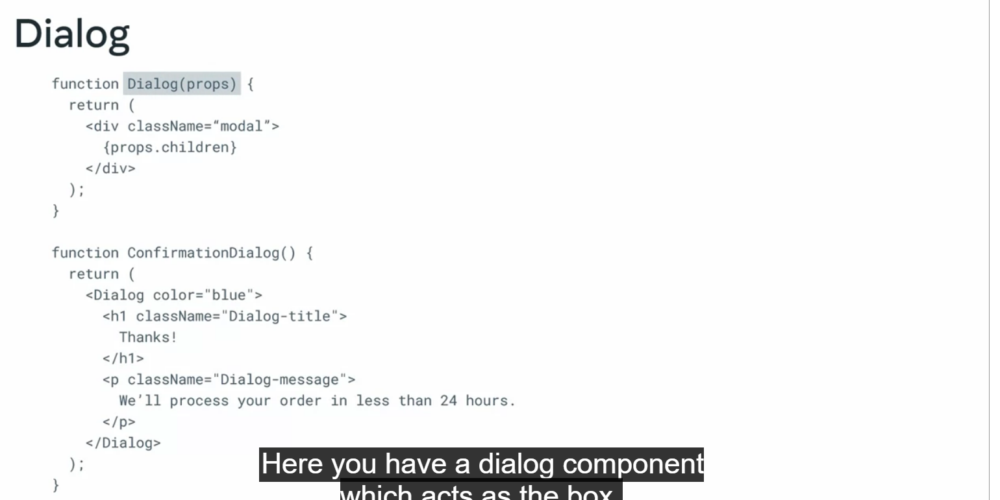 Dialog
function Dialog(props) {
return (
<div className=“modal”>
{props.children}
</div>
);
}
function ConfirmationDialog() {
return (
<Dialog color="blue">
<h1 className="Dialog-title">
Thanks!
</h1>
<p className="Dialog-message">
We’ll process your order in less than 24 hours.
</p>
</Dialog>
);
}
Here you have a dialog component
which acts as the box